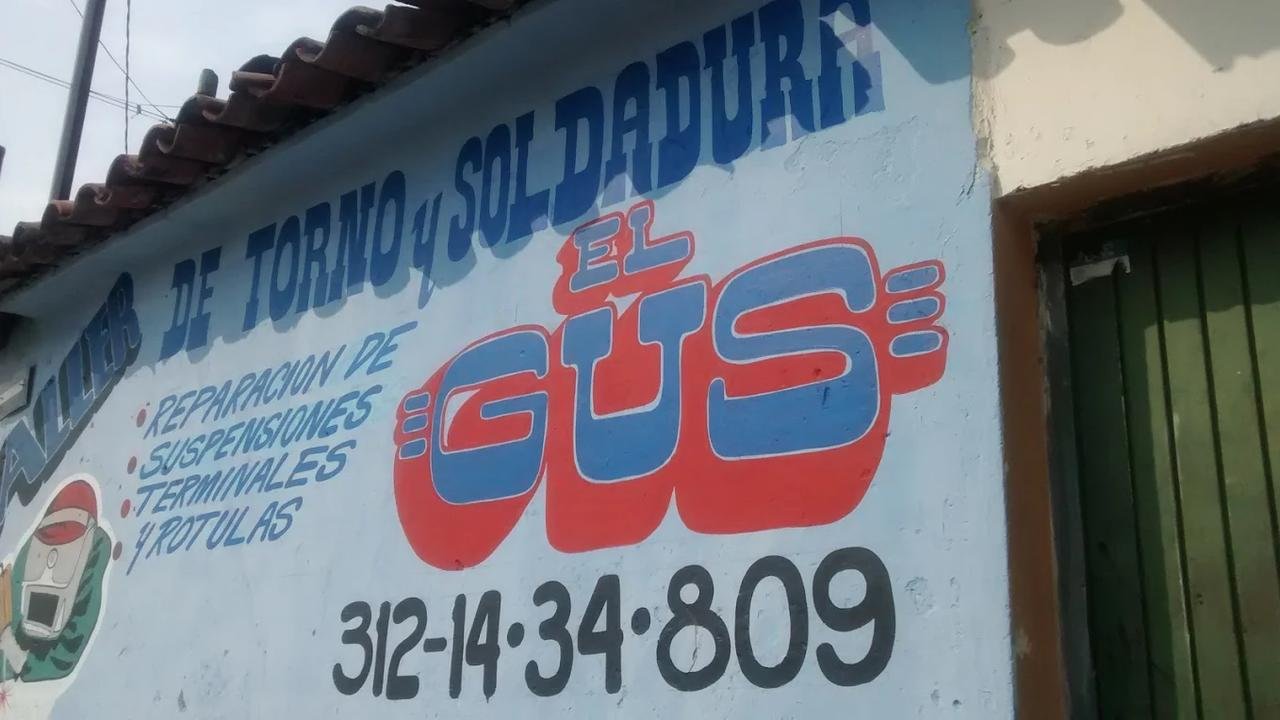 TALLER DE TORNO y SOLDADURA
EL
GUS
• REPARACION DE
• SUSPENSIONES
• TERMINALES
• Y ROTULAS
312-14•34•809